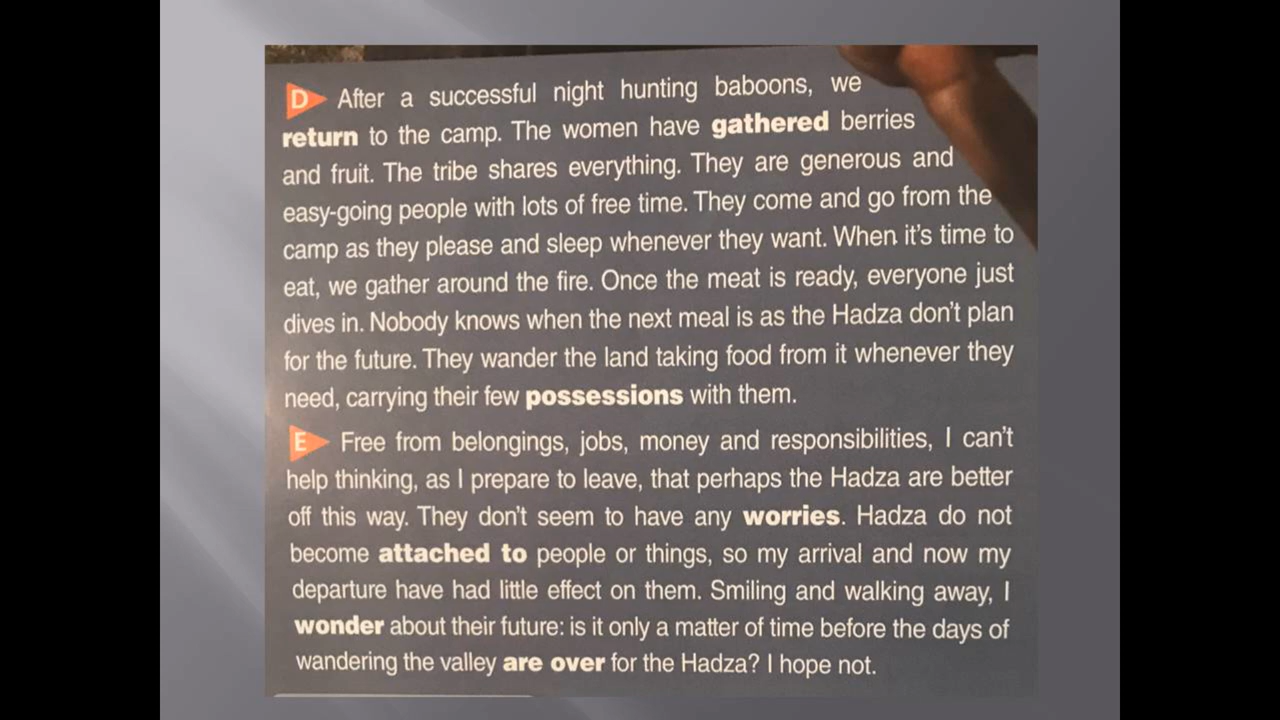 D After a successful night hunting baboons, we
return to the camp. The women have gathered berries
and fruit. The tribe shares everything. They are generous and
easy-going people with lots of free time. They come and go from the
camp as they please and sleep whenever they want. When it's time to
eat, we gather around the fire. Once the meat is ready, everyone just
dives in. Nobody knows when the next meal is as the Hadza don't plan
for the future. They wander the land taking food from it whenever they
need, carrying their few possessions with them.
E Free from belongings, jobs, money and responsibilities, I can't
help thinking, as I prepare to leave, that perhaps the Hadza are better
off this way. They don't seem to have any worries. Hadza do not
become attached to people or things, so my arrival and now my
departure have had little effect on them. Smiling and walking away, I
wonder about their future: is it only a matter of time before the days of
wandering the valley are over for the Hadza? I hope not.